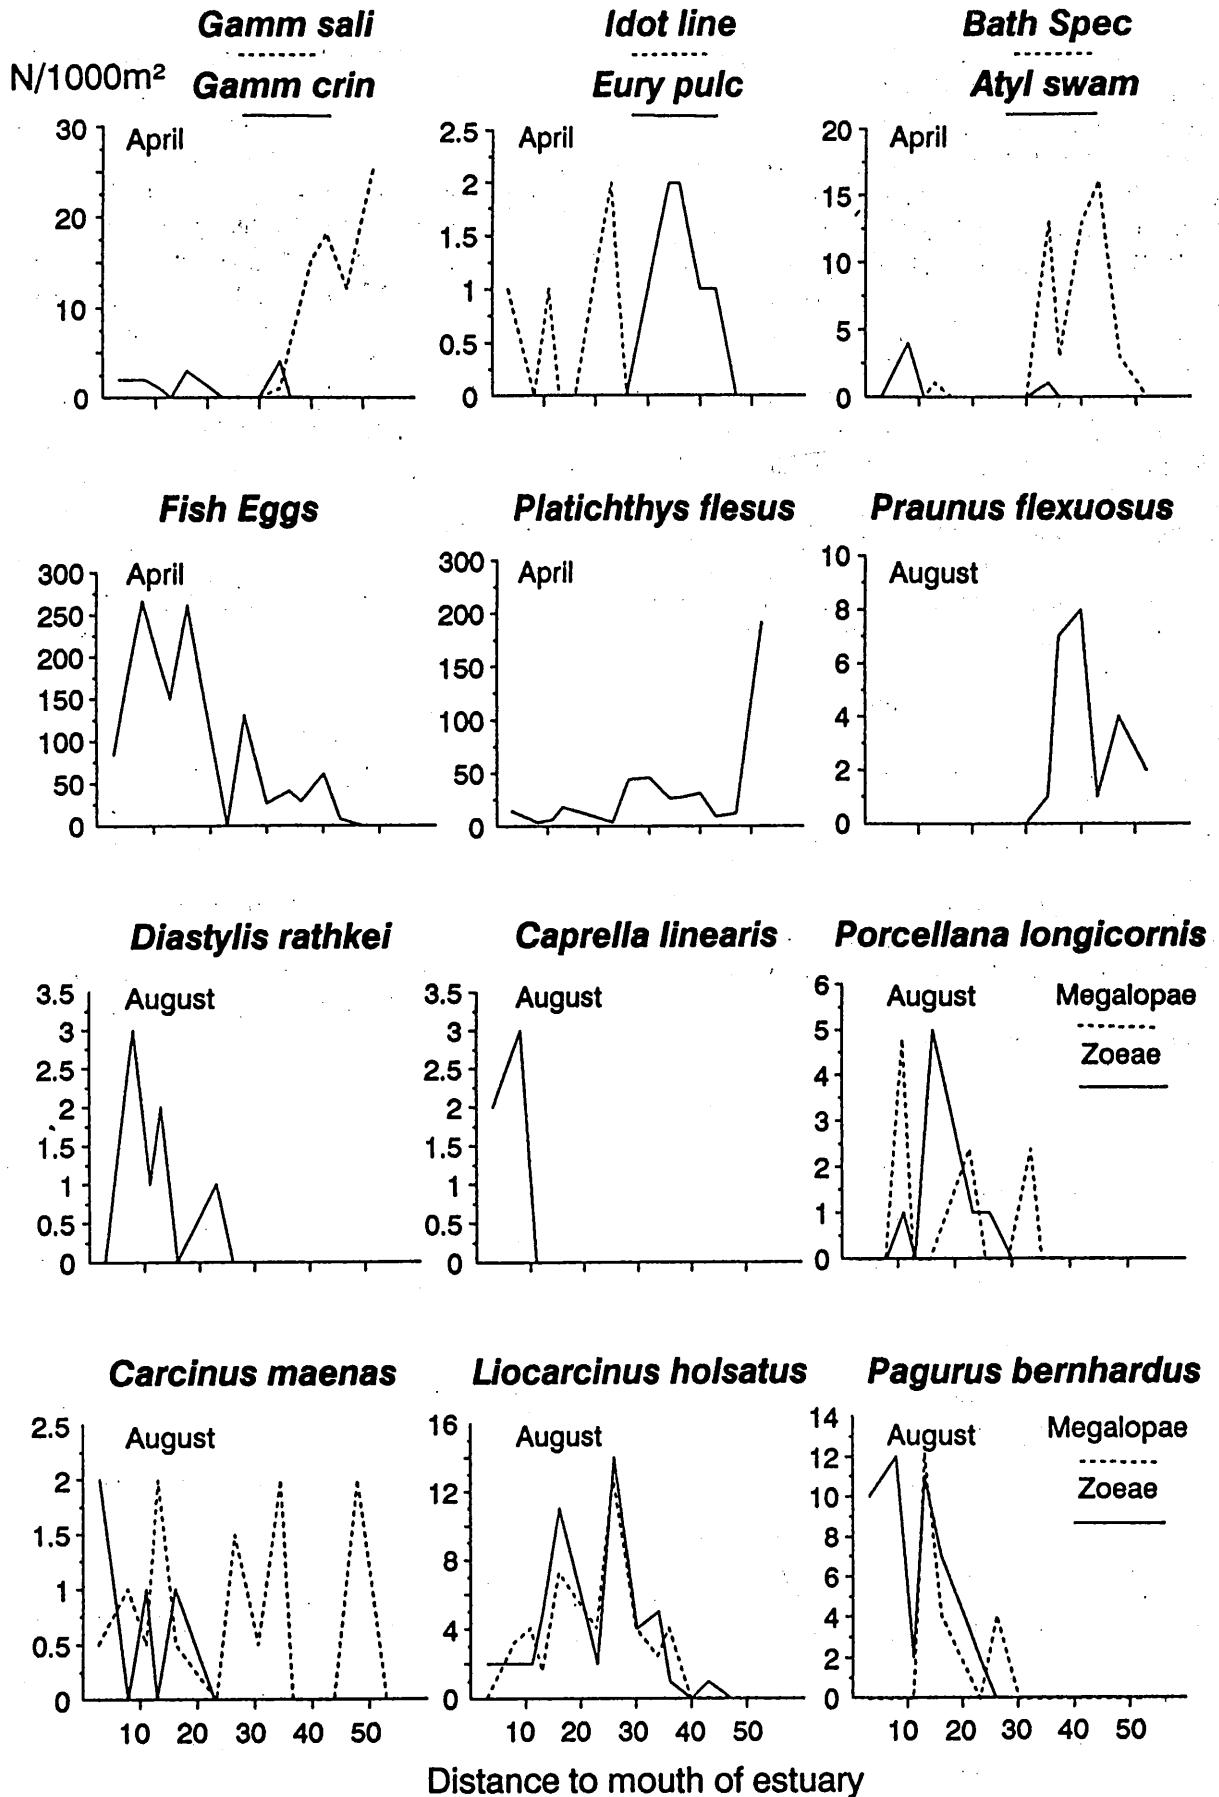 Gamm sali
Idot line
Bath Spec
N/1000m²
Gamm crin
Eury pulc
Atyl swam
April
30
20
10
0
April
2.5
2
1.5
1
0.5
0
April
20
15
10
5
0
Fish Eggs
Platichthys flesus
Praunus flexuosus
April
300
250
200
150
100
50
0
April
300
200
150
100
50
0
August
10
8
6
4
2
0
Diastylis rathkei
Caprella linearis
Porcellana longicornis
August
3.5
3
2.5
2
1.5
1
0.5
0
August
3.5
3
2.5
2
1.5
1
0.5
0
August
Megalopae
Zoeae
6
5
4
3
2
1
0
Carcinus maenas
Liocarcinus holsatus
Pagurus bernhardus
August
2.5
2
1.5
1
0.5
0
10 20 30 40 50
August
16
12
8
4
0
10 20 30 40 50
August
Megalopae
Zoeae
14
12
10
8
6
4
2
0
10 20 30 40 50
Distance to mouth of estuary